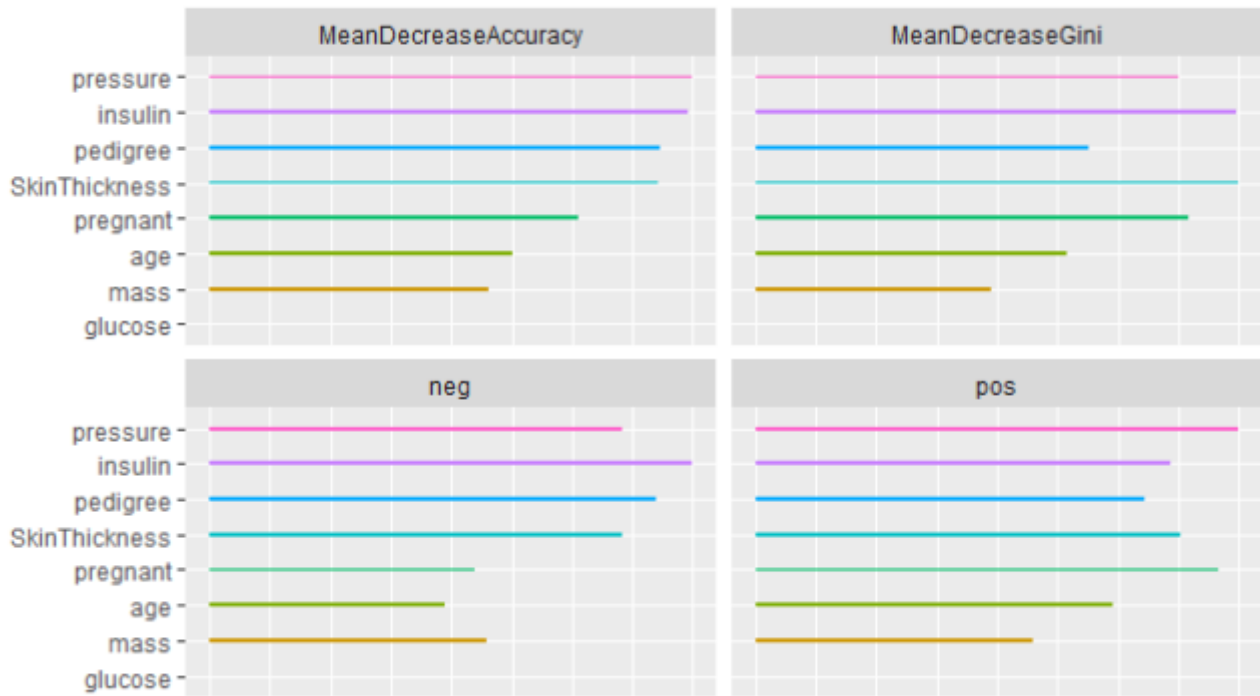 MeanDecreaseAccuracy
MeanDecreaseGini
pressure
insulin
pedigree
SkinThickness
pregnant
age
mass
glucose
neg
pos
pressure
insulin
pedigree
SkinThickness
pregnant
age
mass
glucose